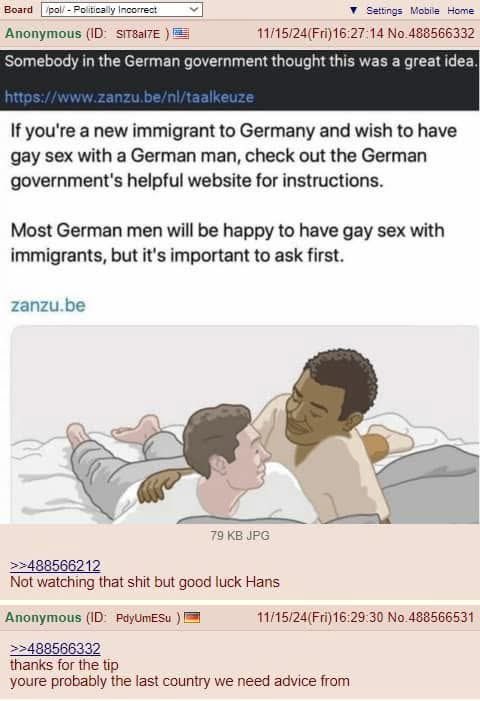 Board /pol/ - Politically Incorrect ▼ Settings Mobile Home
Anonymous (ID: SIT8al7E ) 11/15/24(Fri)16:27:14 No.488566332
Somebody in the German government thought this was a great idea.
https://www.zanzu.be/nl/taalkeuze
If you're a new immigrant to Germany and wish to have
gay sex with a German man, check out the German
government's helpful website for instructions.
Most German men will be happy to have gay sex with
immigrants, but it's important to ask first.
zanzu.be
79 KB JPG
>>488566212
Not watching that shit but good luck Hans
Anonymous (ID: PdyUmESu ) 11/15/24(Fri)16:29:30 No.488566531
>>488566332
thanks for the tip
youre probably the last country we need advice from